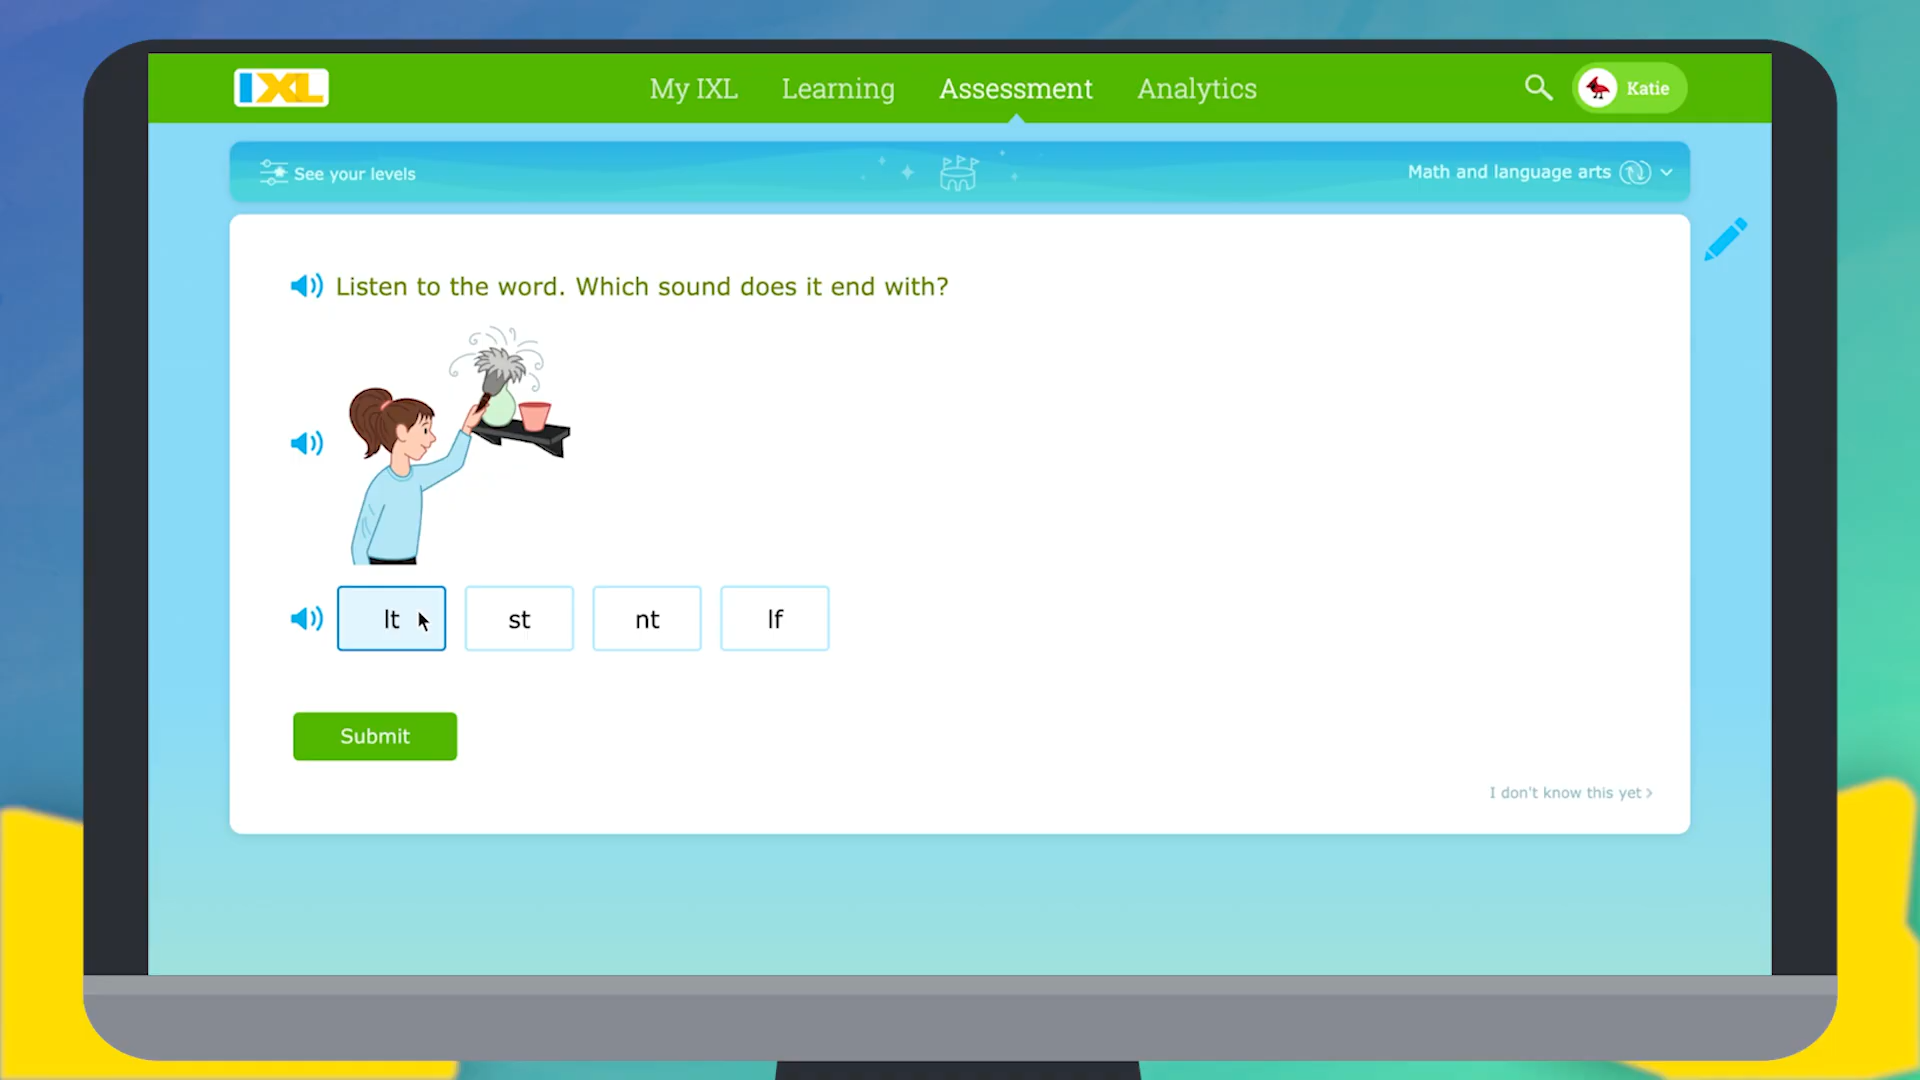 IXL
My IXL
Learning
Assessment
Analytics
Katie
See your levels
Math and language arts
Listen to the word. Which sound does it end with?
lt
st
nt
lf
Submit
I don't know this yet >